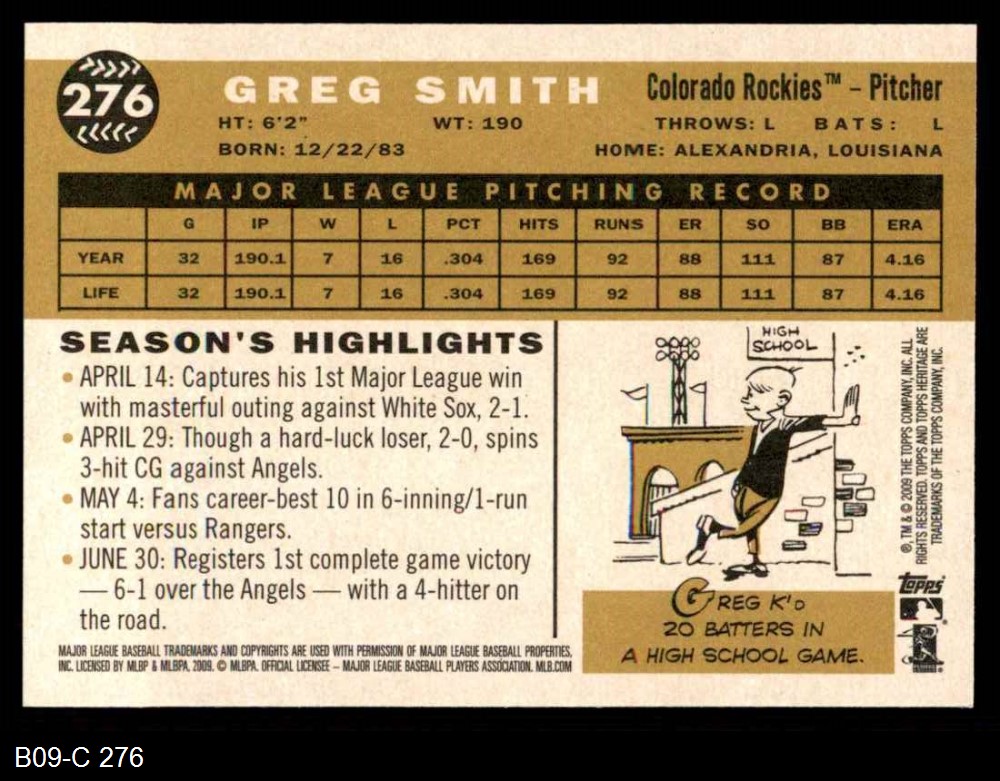 276
GREG SMITH
Colorado Rockies™ – Pitcher
HT: 6'2" WT: 190
THROWS: L BATS: L
BORN: 12/22/83
HOME: ALEXANDRIA, LOUISIANA
MAJOR LEAGUE PITCHING RECORD
G IP W L PCT HITS RUNS ER SO BB ERA
YEAR 32 190.1 7 16 .304 169 92 88 111 87 4.16
LIFE 32 190.1 7 16 .304 169 92 88 111 87 4.16
SEASON'S HIGHLIGHTS
• APRIL 14: Captures his 1st Major League win
with masterful outing against White Sox, 2-1.
• APRIL 29: Though a hard-luck loser, 2-0, spins
3-hit CG against Angels.
• MAY 4: Fans career-best 10 in 6-inning/1-run
start versus Rangers.
• JUNE 30: Registers 1st complete game victory
— 6-1 over the Angels — with a 4-hitter on
the road.
MAJOR LEAGUE BASEBALL TRADEMARKS AND COPYRIGHTS ARE USED WITH PERMISSION OF MAJOR LEAGUE BASEBALL PROPERTIES,
INC. LICENSED BY MLBP & MLBPA, 2009. © MLBPA. OFFICIAL LICENSEE – MAJOR LEAGUE BASEBALL PLAYERS ASSOCIATION. MLB.COM
HIGH
SCHOOL
GREG K'D
20 BATTERS IN
A HIGH SCHOOL GAME.
®, TM & © 2009 THE TOPPS COMPANY, INC. ALL
RIGHTS RESERVED. TOPPS AND TOPPS HERITAGE ARE
TRADEMARKS OF THE TOPPS COMPANY, INC.
topps
B09-C 276